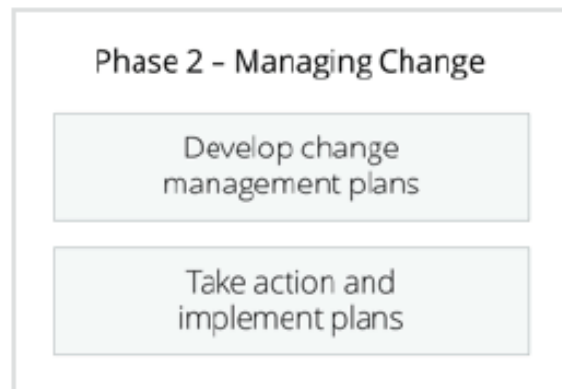 Phase 2 – Managing Change
Develop change
management plans
Take action and
implement plans